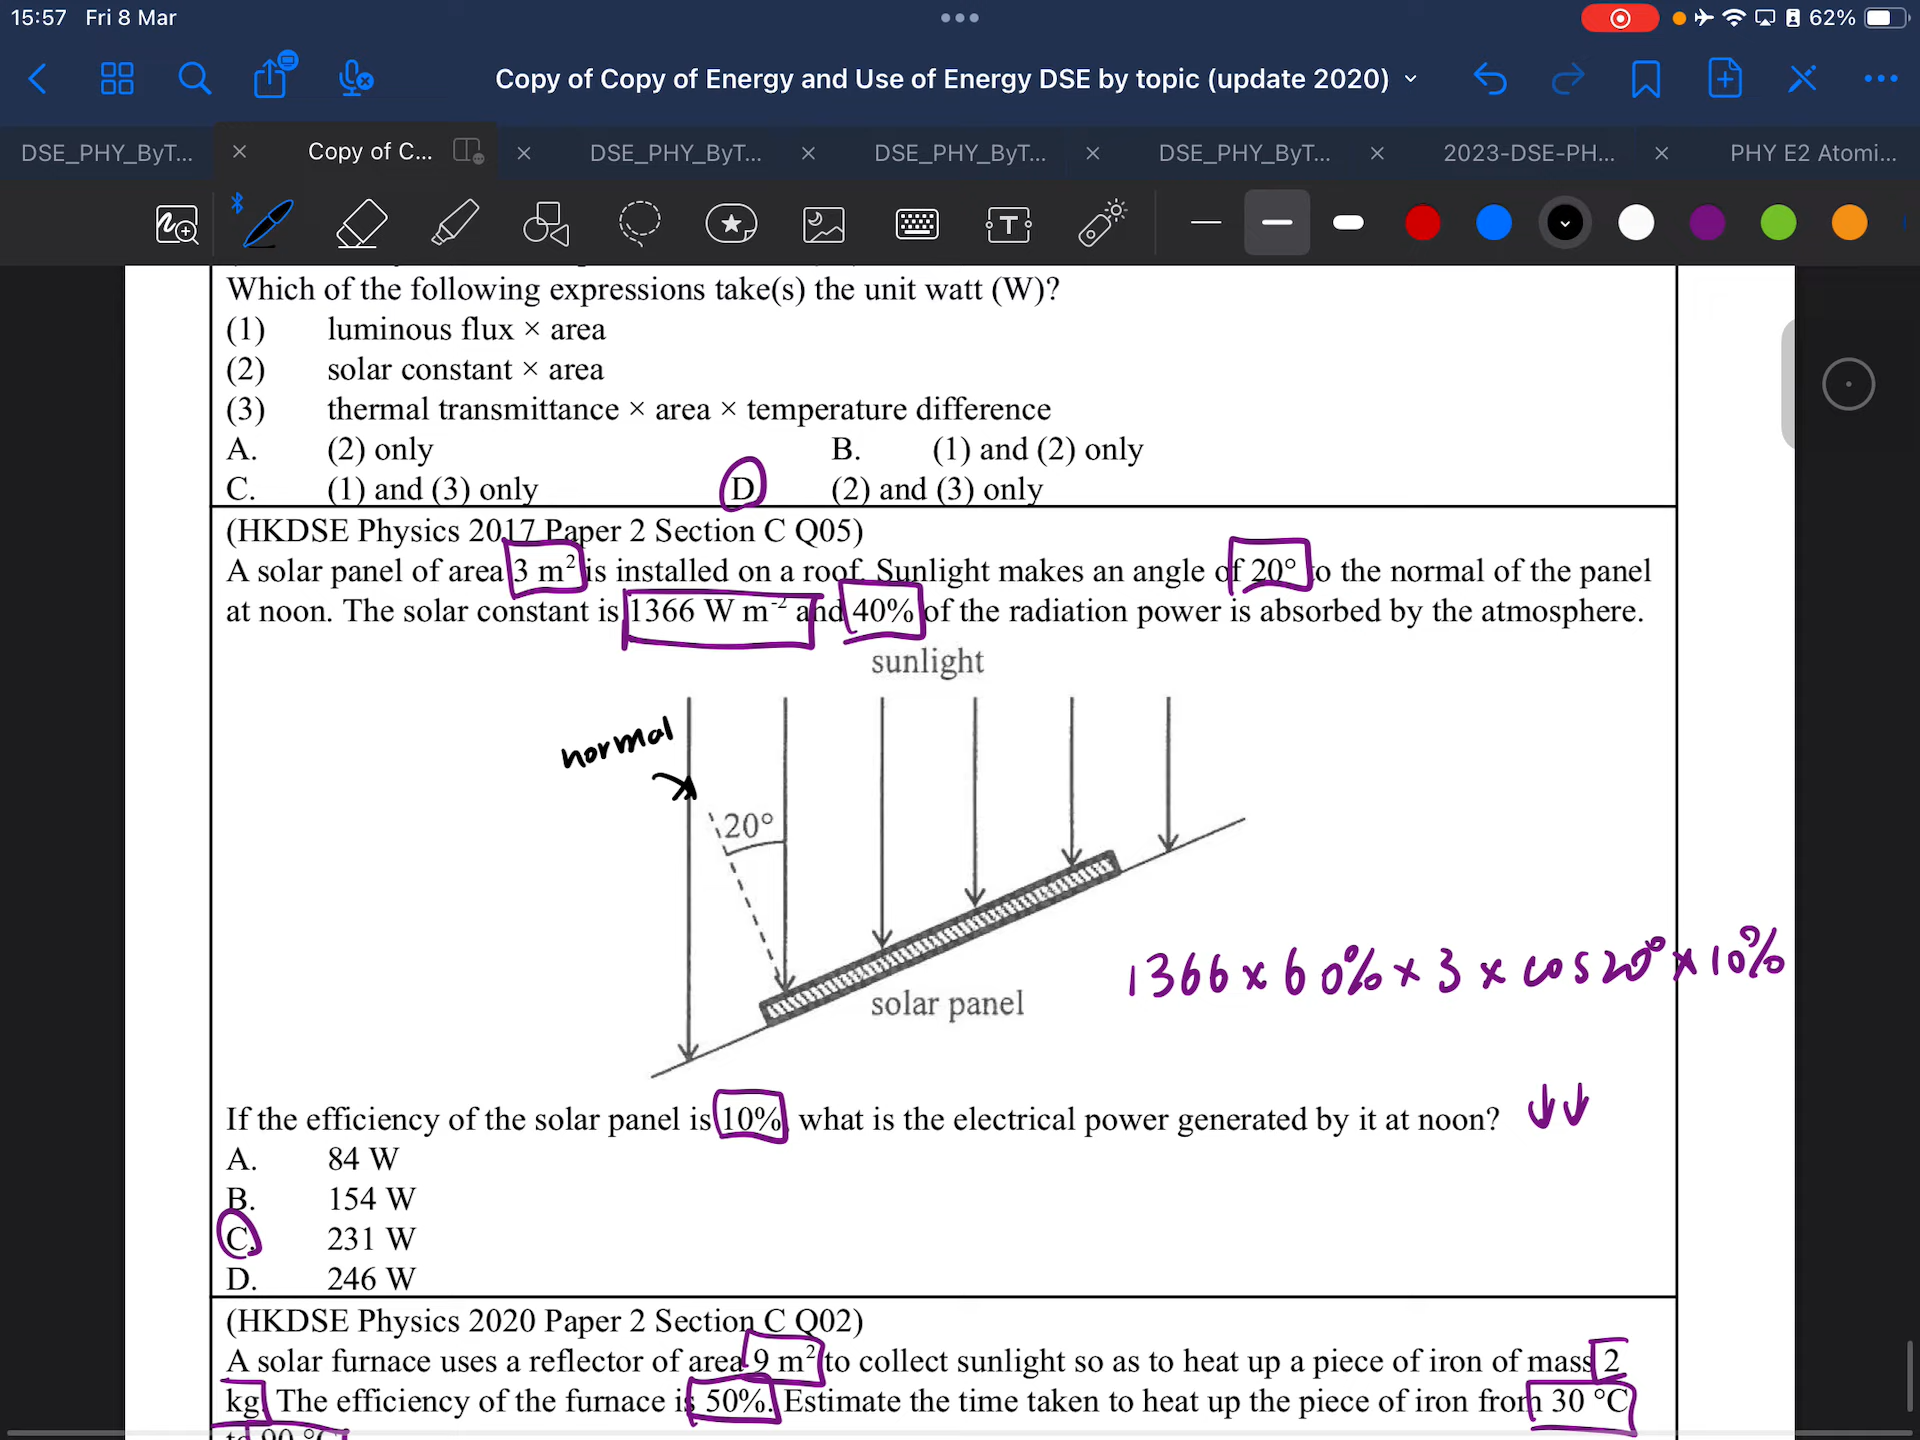 15:57 Fri 8 Mar
62%
Copy of Copy of Energy and Use of Energy DSE by topic (update 2020)
DSE_PHY_ByT...
Copy of C...
DSE_PHY_ByT...
DSE_PHY_ByT...
DSE_PHY_ByT...
2023-DSE-PH...
PHY E2 Atomi...
Which of the following expressions take(s) the unit watt (W)?
(1) luminous flux × area
(2) solar constant × area
(3) thermal transmittance × area × temperature difference
A. (2) only B. (1) and (2) only
C. (1) and (3) only D (2) and (3) only
(HKDSE Physics 2017 Paper 2 Section C Q05)
A solar panel of area 3 m² is installed on a roof. Sunlight makes an angle of 20° to the normal of the panel
at noon. The solar constant is 1366 W m⁻² and 40% of the radiation power is absorbed by the atmosphere.
sunlight
normal
20°
1366 × 60% × 3 × cos20° × 10%
solar panel
If the efficiency of the solar panel is 10% what is the electrical power generated by it at noon?
A. 84 W
B. 154 W
C. 231 W
D. 246 W
(HKDSE Physics 2020 Paper 2 Section C Q02)
A solar furnace uses a reflector of area 9 m² to collect sunlight so as to heat up a piece of iron of mass 2
kg. The efficiency of the furnace is 50%. Estimate the time taken to heat up the piece of iron from 30 °C